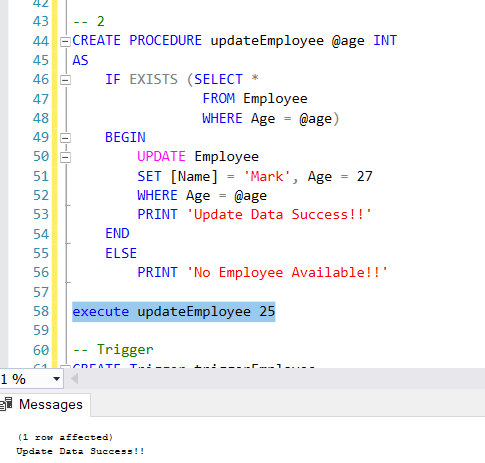 42
43 -- 2
44 CREATE PROCEDURE updateEmployee @age INT
45 AS
46 IF EXISTS (SELECT *
47 FROM Employee
48 WHERE Age = @age)
49 BEGIN
50 UPDATE Employee
51 SET [Name] = 'Mark', Age = 27
52 WHERE Age = @age
53 PRINT 'Update Data Success!!'
54 END
55 ELSE
56 PRINT 'No Employee Available!!'
57
58 execute updateEmployee 25
59
60 -- Trigger
61 CREATE Trigger triggerEmployee
1 %
Messages
(1 row affected)
Update Data Success!!